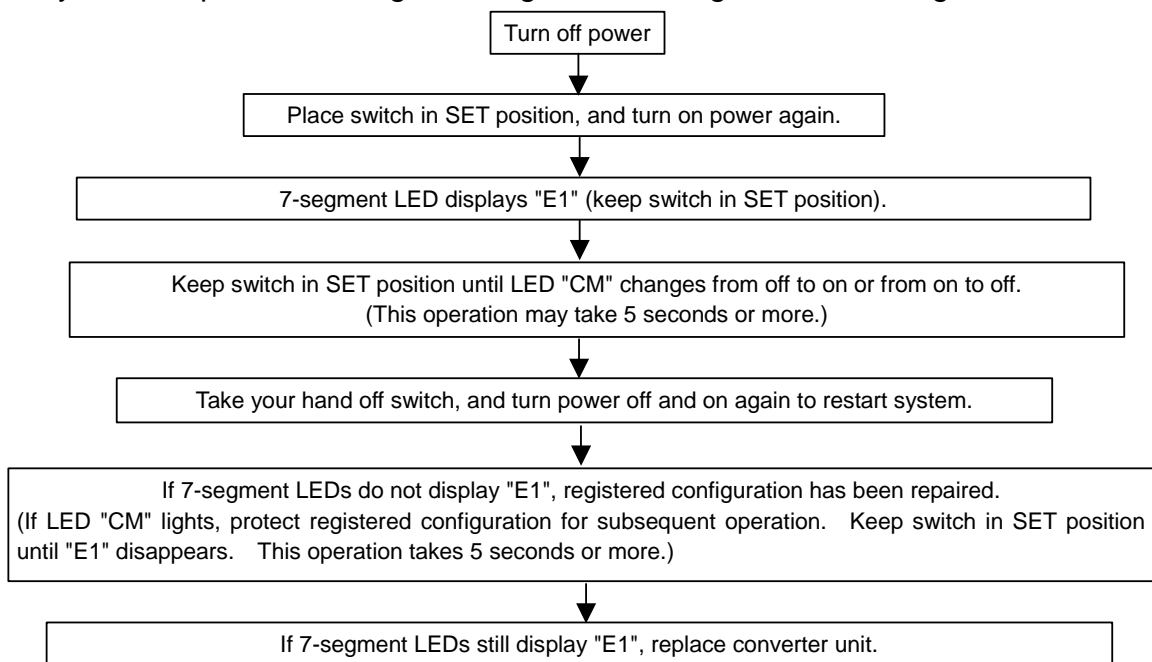 Turn off power
Place switch in SET position, and turn on power again.
7-segment LED displays "E1" (keep switch in SET position).
Keep switch in SET position until LED "CM" changes from off to on or from on to off.
(This operation may take 5 seconds or more.)
Take your hand off switch, and turn power off and on again to restart system.
If 7-segment LEDs do not display "E1", registered configuration has been repaired.
(If LED "CM" lights, protect registered configuration for subsequent operation. Keep switch in SET position
until "E1" disappears. This operation takes 5 seconds or more.)
If 7-segment LEDs still display "E1", replace converter unit.